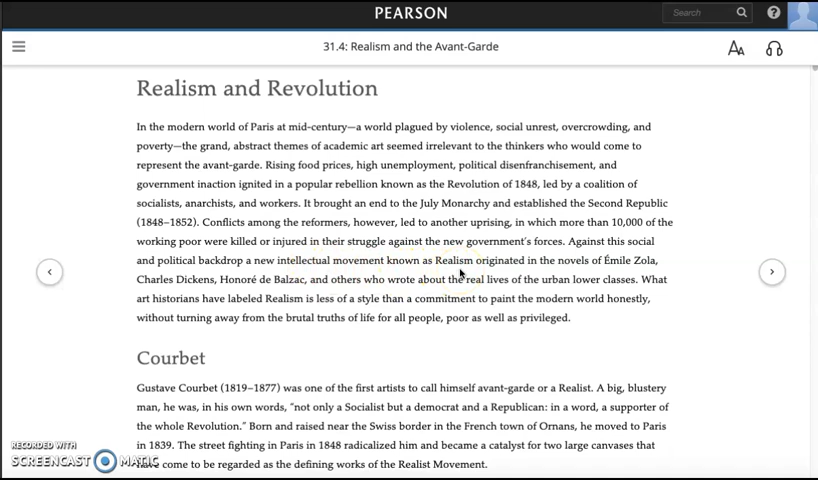 PEARSON
Search
?
31.4: Realism and the Avant-Garde
AA
Realism and Revolution
In the modern world of Paris at mid-century—a world plagued by violence, social unrest, overcrowding, and
poverty—the grand, abstract themes of academic art seemed irrelevant to the thinkers who would come to
represent the avant-garde. Rising food prices, high unemployment, political disenfranchisement, and
government inaction ignited in a popular rebellion known as the Revolution of 1848, led by a coalition of
socialists, anarchists, and workers. It brought an end to the July Monarchy and established the Second Republic
(1848–1852). Conflicts among the reformers, however, led to another uprising, in which more than 10,000 of the
working poor were killed or injured in their struggle against the new government's forces. Against this social
and political backdrop a new intellectual movement known as Realism originated in the novels of Émile Zola,
Charles Dickens, Honoré de Balzac, and others who wrote about the real lives of the urban lower classes. What
art historians have labeled Realism is less of a style than a commitment to paint the modern world honestly,
without turning away from the brutal truths of life for all people, poor as well as privileged.
Courbet
Gustave Courbet (1819–1877) was one of the first artists to call himself avant-garde or a Realist. A big, blustery
man, he was, in his own words, "not only a Socialist but a democrat and a Republican: in a word, a supporter of
the whole Revolution." Born and raised near the Swiss border in the French town of Ornans, he moved to Paris
in 1839. The street fighting in Paris in 1848 radicalized him and became a catalyst for two large canvases that
have come to be regarded as the defining works of the Realist Movement.
RECORDED WITH
SCREENCAST MATIC